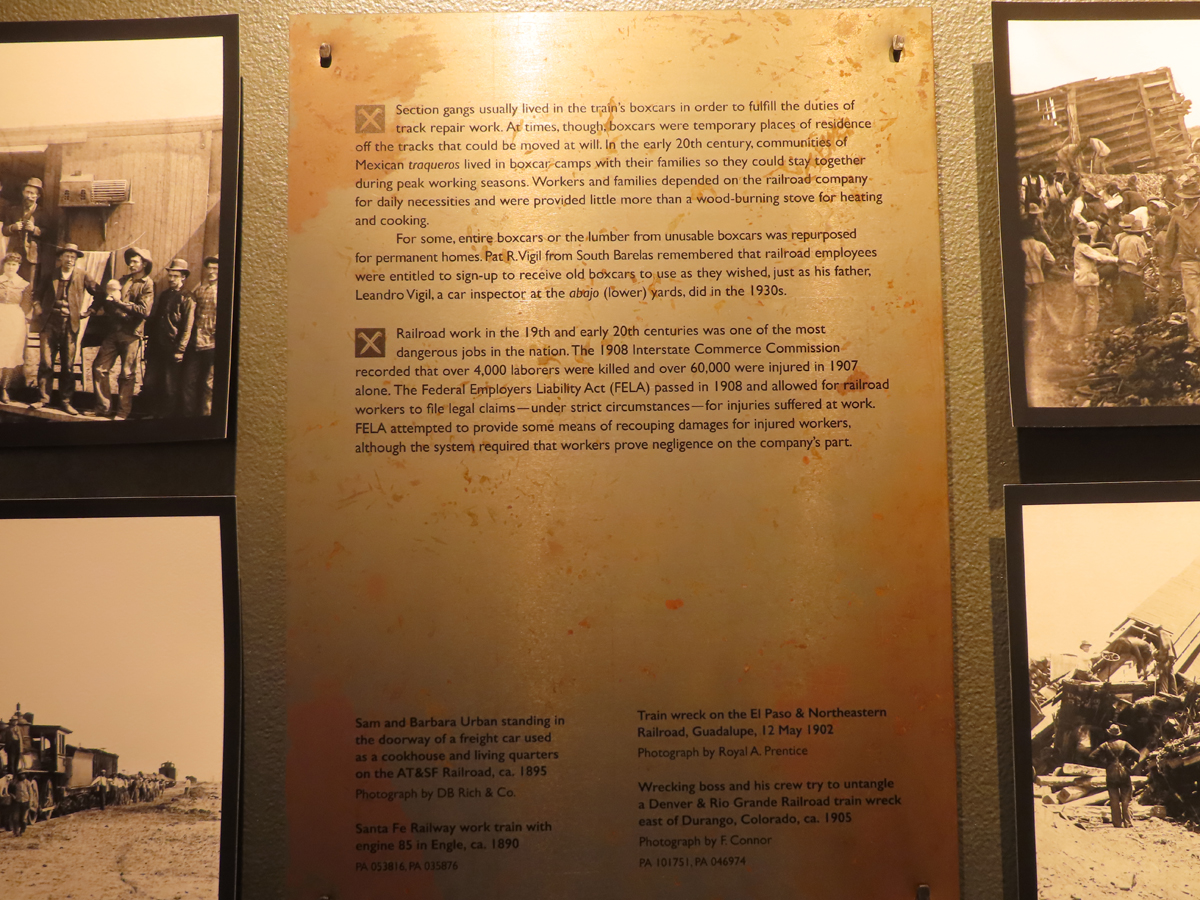 Section gangs usually lived in the train's boxcars in order to fulfill the duties of
track repair work. At times, though, boxcars were temporary places of residence
off the tracks that could be moved at will. In the early 20th century, communities of
Mexican traqueros lived in boxcar camps with their families so they could stay together
during peak working seasons. Workers and families depended on the railroad company
for daily necessities and were provided little more than a wood-burning stove for heating
and cooking.
For some, entire boxcars or the lumber from unusable boxcars was repurposed
for permanent homes. Pat R. Vigil from South Barelas remembered that railroad employees
were entitled to sign-up to receive old boxcars to use as they wished, just as his father,
Leandro Vigil, a car inspector at the abajo (lower) yards, did in the 1930s.
Railroad work in the 19th and early 20th centuries was one of the most
dangerous jobs in the nation. The 1908 Interstate Commerce Commission
recorded that over 4,000 laborers were killed and over 60,000 were injured in 1907
alone. The Federal Employers Liability Act (FELA) passed in 1908 and allowed for railroad
workers to file legal claims—under strict circumstances—for injuries suffered at work.
FELA attempted to provide some means of recouping damages for injured workers,
although the system required that workers prove negligence on the company's part.
Sam and Barbara Urban standing in
the doorway of a freight car used
as a cookhouse and living quarters
on the AT&SF Railroad, ca. 1895
Photograph by DB Rich & Co.
Santa Fe Railway work train with
engine 85 in Engle, ca. 1890
PA 053816, PA 035876
Train wreck on the El Paso & Northeastern
Railroad, Guadalupe, 12 May 1902
Photograph by Royal A. Prentice
Wrecking boss and his crew try to untangle
a Denver & Rio Grande Railroad train wreck
east of Durango, Colorado, ca. 1905
Photograph by F. Connor
PA 101751, PA 046974